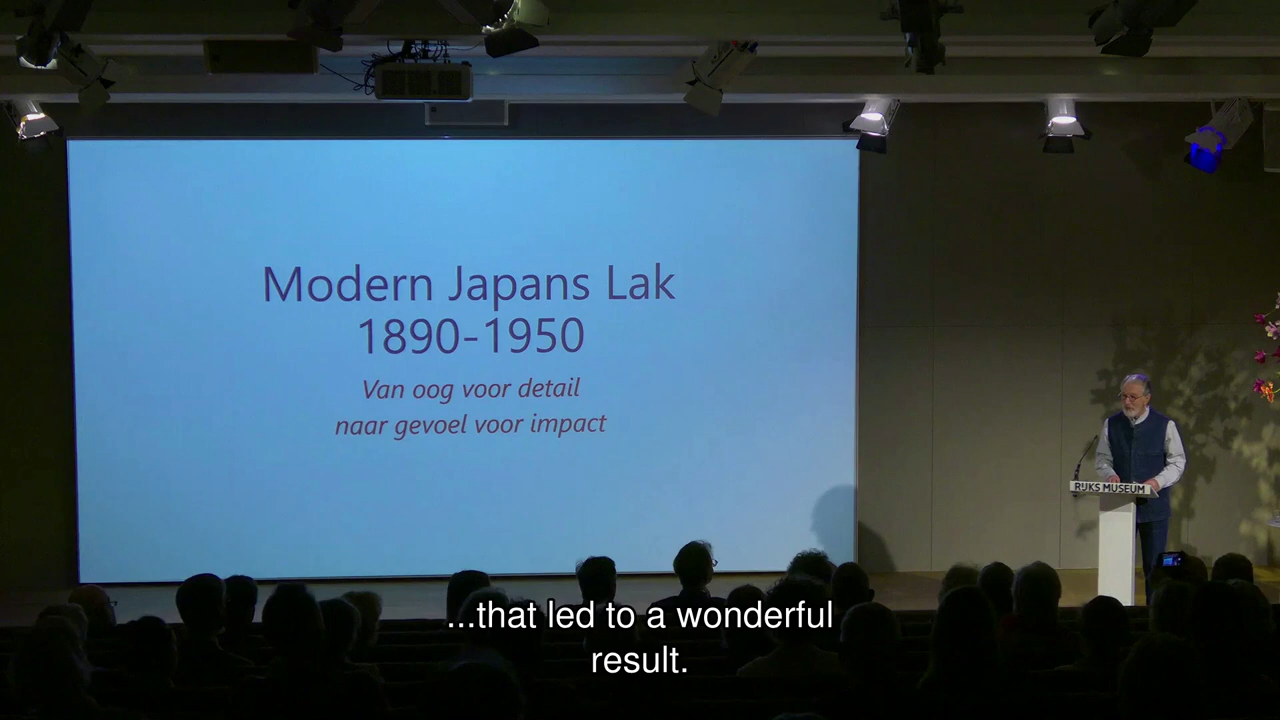 Modern Japans Lak
1890-1950
Van oog voor detail
naar gevoel voor impact
RIJKS MUSEUM
...that led to a wonderful
result.